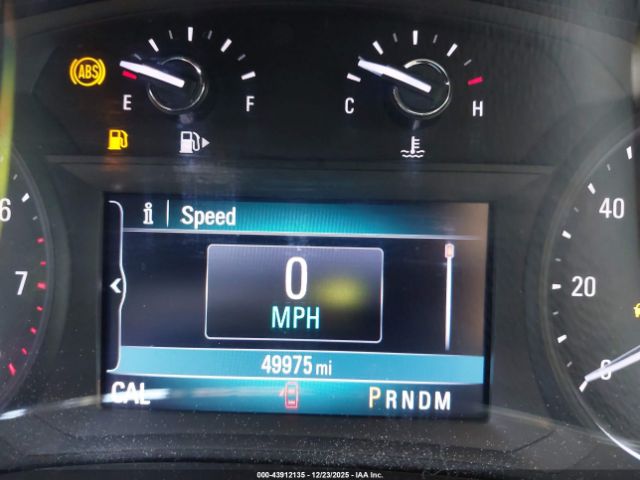 ABS
E F
C H
6
7
40
20
0
i Speed
0
MPH
49975 mi
CAL
PRNDM
000-43912135 - 12/23/2025 - IAA Inc.